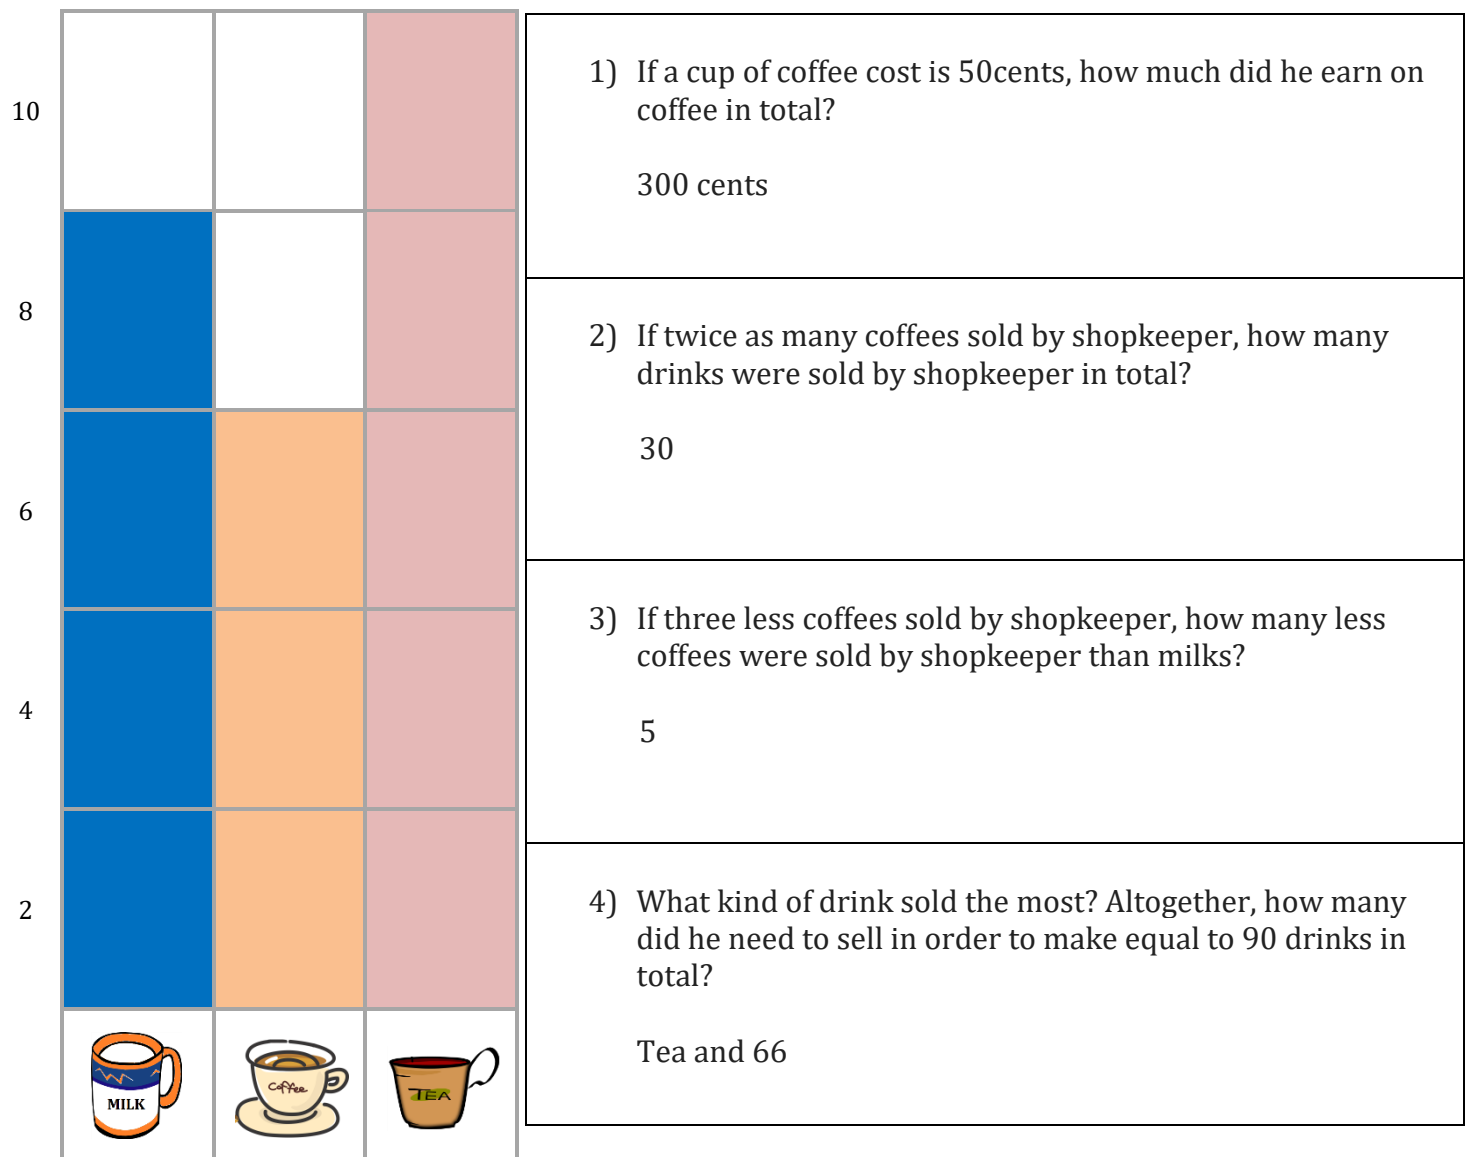 10
8
6
4
2
MILK
Coffee
TEA
1) If a cup of coffee cost is 50cents, how much did he earn on
coffee in total?
300 cents
2) If twice as many coffees sold by shopkeeper, how many
drinks were sold by shopkeeper in total?
30
3) If three less coffees sold by shopkeeper, how many less
coffees were sold by shopkeeper than milks?
5
4) What kind of drink sold the most? Altogether, how many
did he need to sell in order to make equal to 90 drinks in
total?
Tea and 66